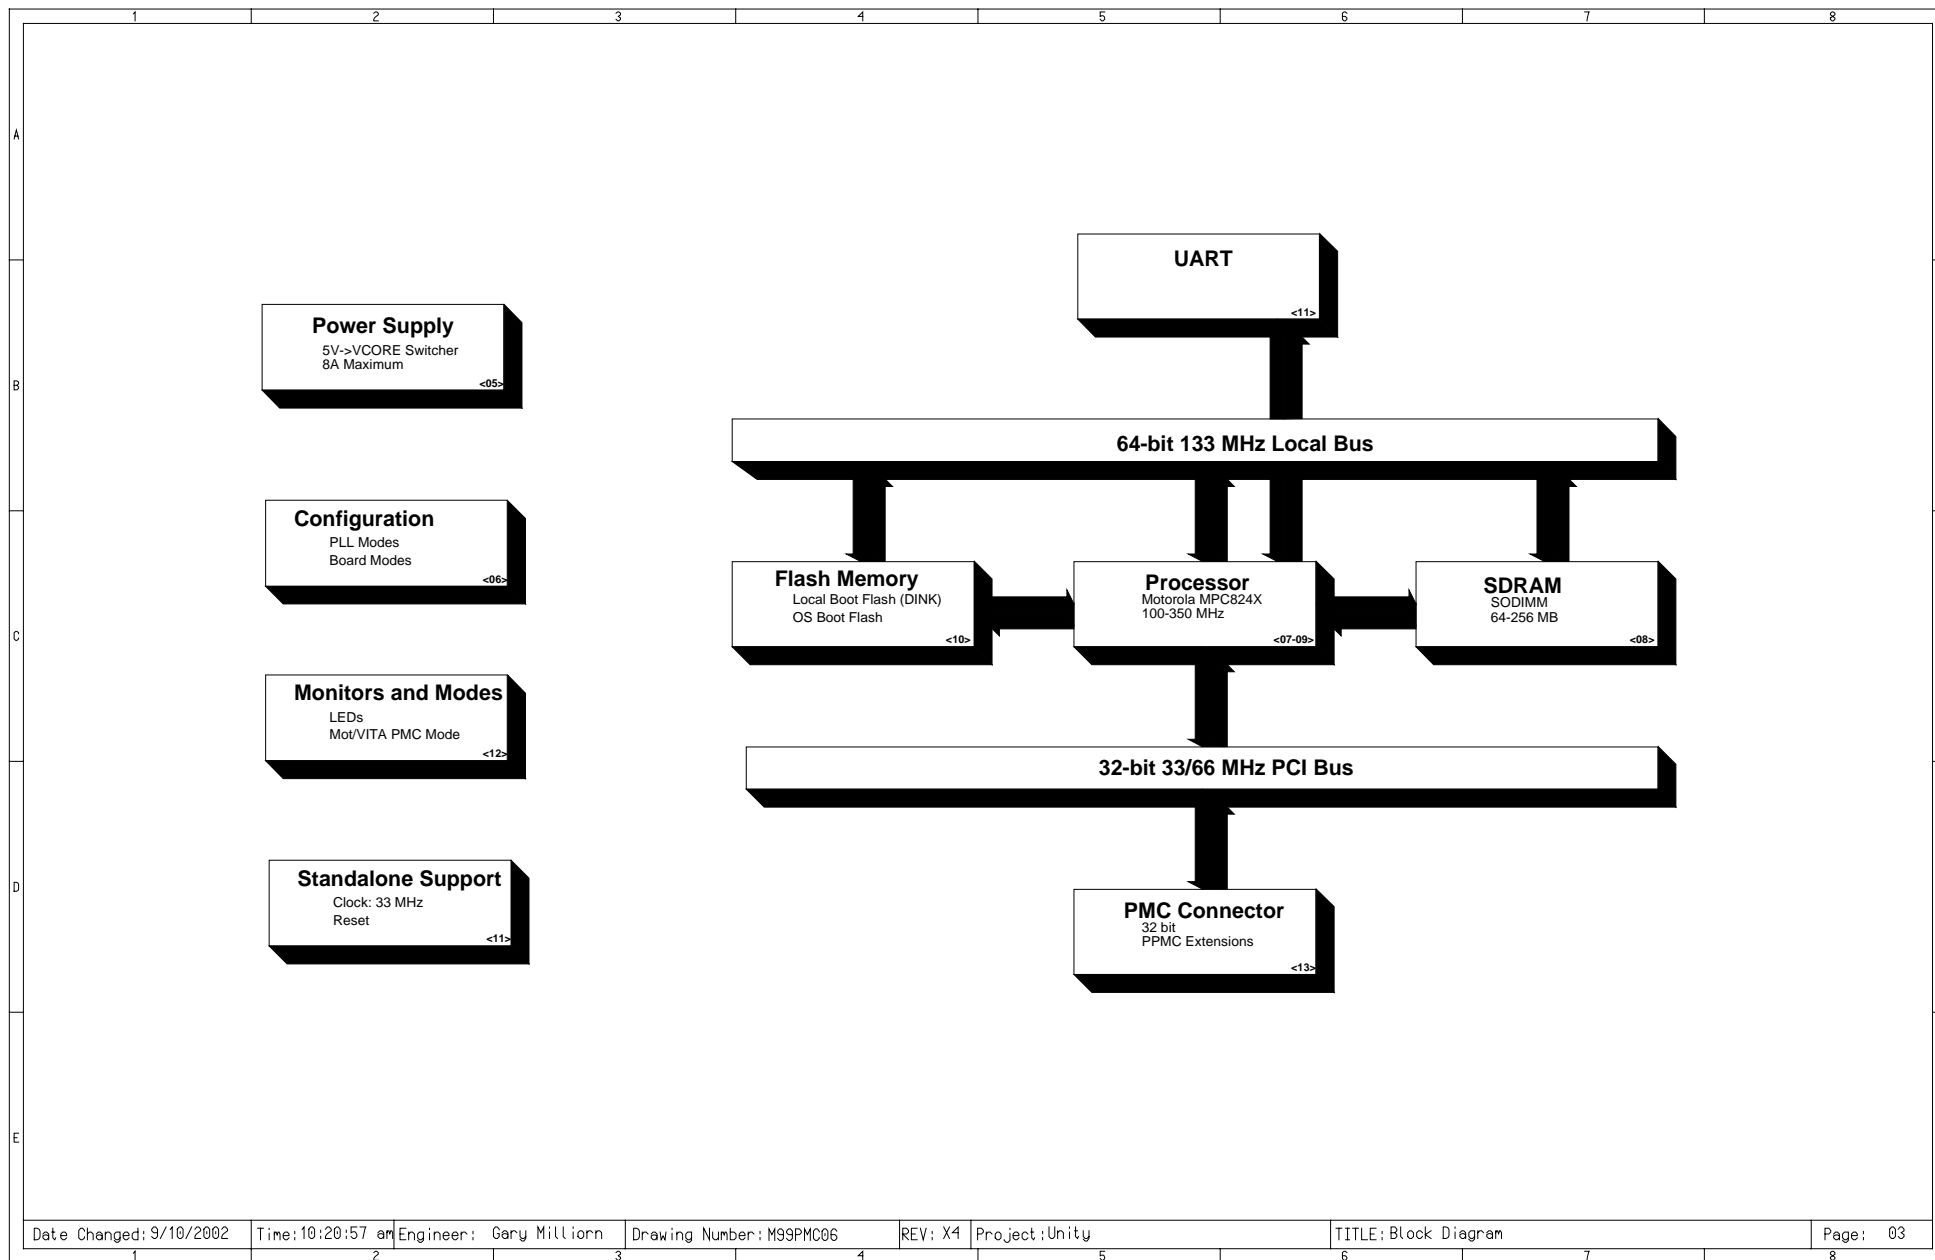 1 2 3 4 5 6 7 8
A
B
C
D
E
UART
<11>
Power Supply
5V->VCORE Switcher
8A Maximum
<05>
64-bit 133 MHz Local Bus
Configuration
PLL Modes
Board Modes
<06>
Flash Memory
Local Boot Flash (DINK)
OS Boot Flash
<10>
Processor
Motorola MPC824X
100-350 MHz
<07-09>
SDRAM
SODIMM
64-256 MB
<08>
Monitors and Modes
LEDs
Mot/VITA PMC Mode
<12>
32-bit 33/66 MHz PCI Bus
Standalone Support
Clock: 33 MHz
Reset
<11>
PMC Connector
32 bit
PPMC Extensions
<13>
Date Changed: 9/10/2002 Time: 10:20:57 am Engineer: Gary Milliorn Drawing Number: M99PMC06 REV: X4 Project: Unity TITLE: Block Diagram Page: 03
1 2 3 4 5 6 7 8